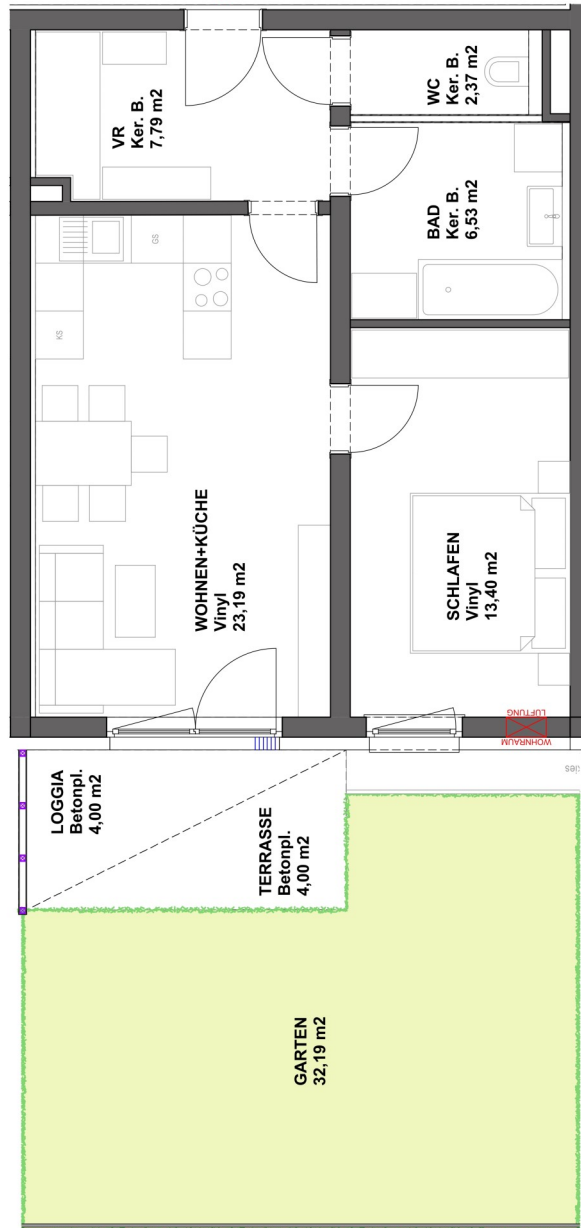 VR
Ker. B.
7,79 m2
WC
Ker. B.
2,37 m2
BAD
Ker. B.
6,53 m2
GS
KS
WOHNEN+KÜCHE
Vinyl
23,19 m2
SCHLAFEN
Vinyl
13,40 m2
WOHNRAUM
LÜFTUNG
LOGGIA
Betonpl.
4,00 m2
TERRASSE
Betonpl.
4,00 m2
GARTEN
32,19 m2